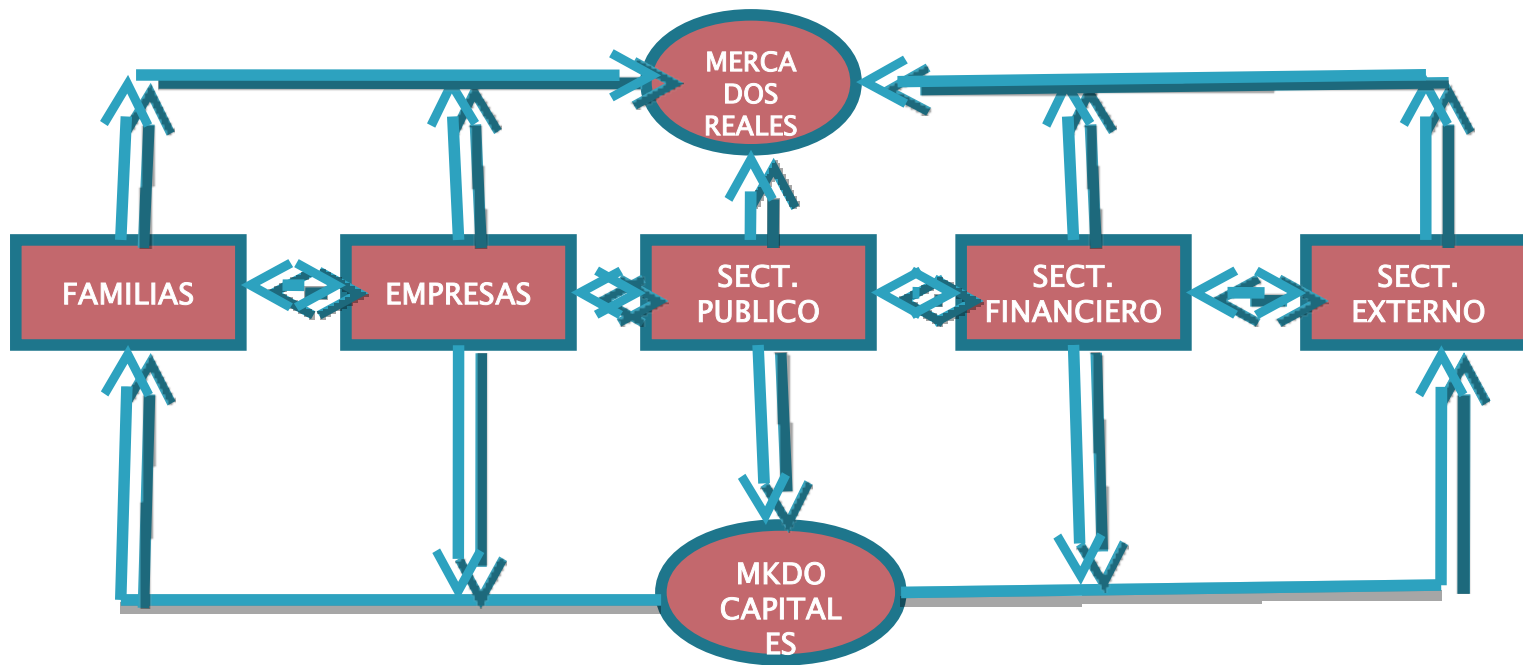 MERCA
DOS
REALES
FAMILIAS
EMPRESAS
SECT.
PUBLICO
SECT.
FINANCIERO
SECT.
EXTERNO
MKDO
CAPITAL
ES